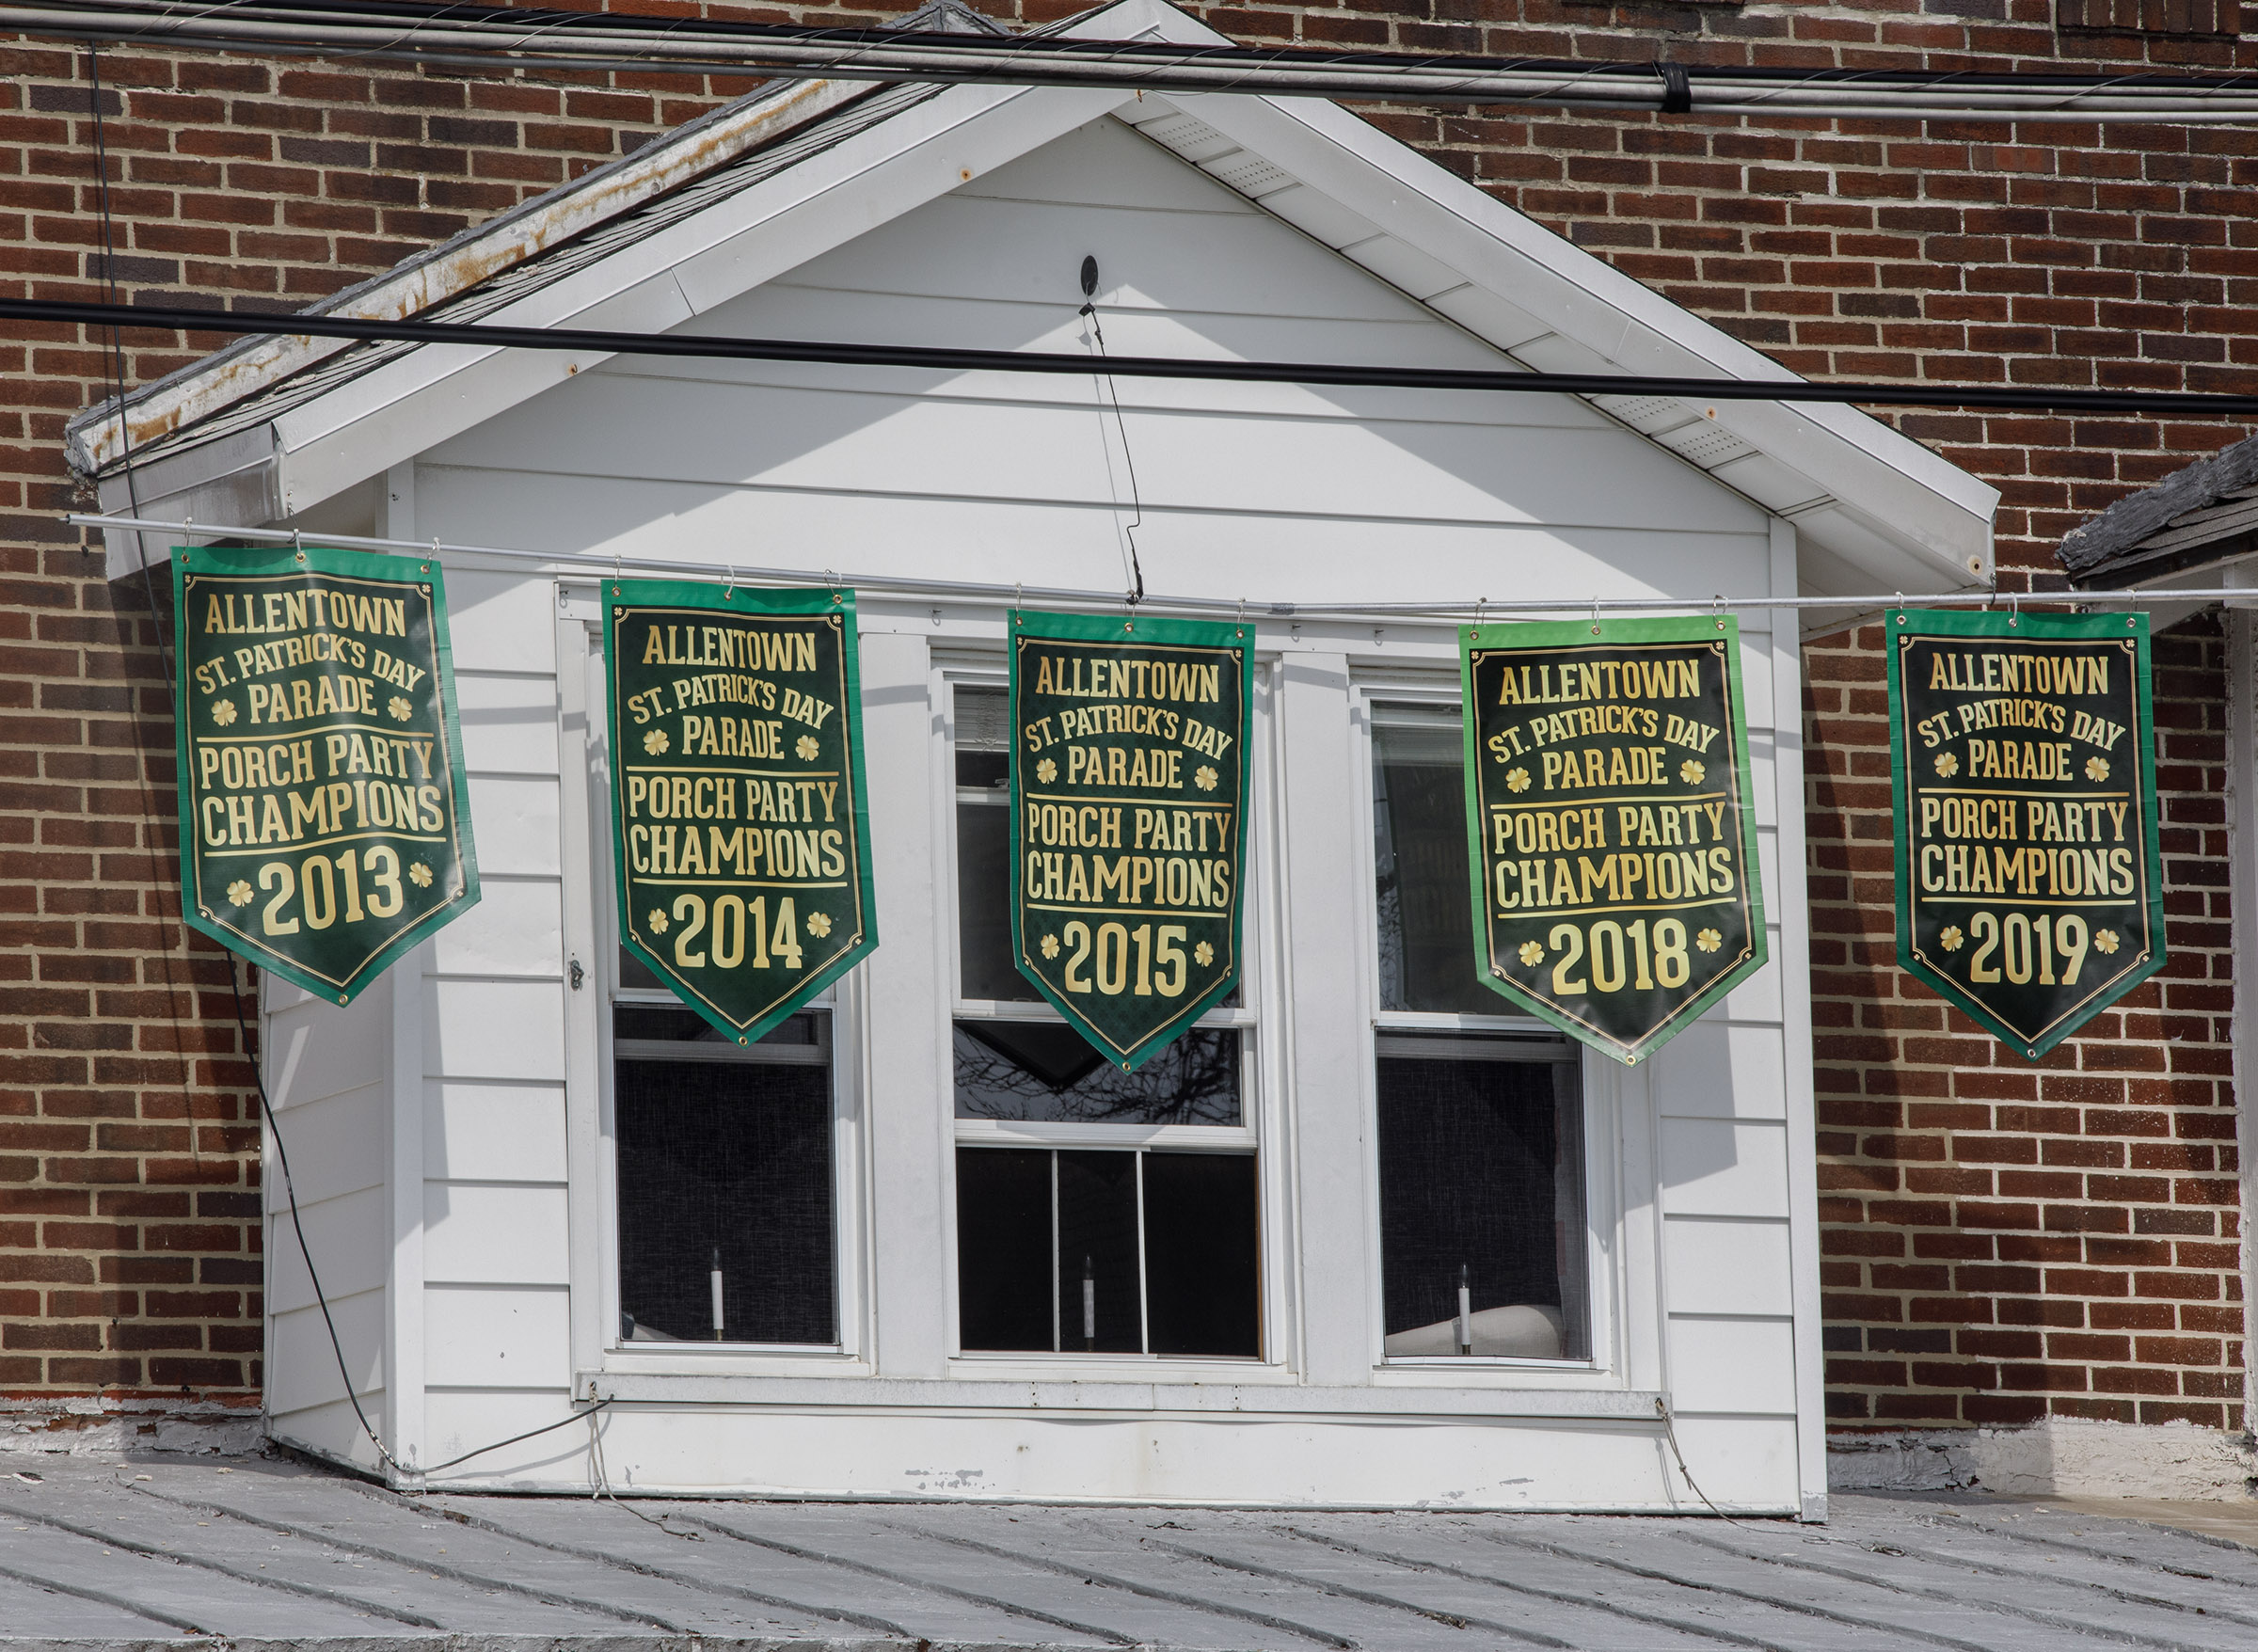 ALLENTOWN
ST. PATRICK'S DAY
PARADE
PORCH PARTY
CHAMPIONS
2013
ALLENTOWN
ST. PATRICK'S DAY
PARADE
PORCH PARTY
CHAMPIONS
2014
ALLENTOWN
ST. PATRICK'S DAY
PARADE
PORCH PARTY
CHAMPIONS
2015
ALLENTOWN
ST. PATRICK'S DAY
PARADE
PORCH PARTY
CHAMPIONS
2018
ALLENTOWN
ST. PATRICK'S DAY
PARADE
PORCH PARTY
CHAMPIONS
2019